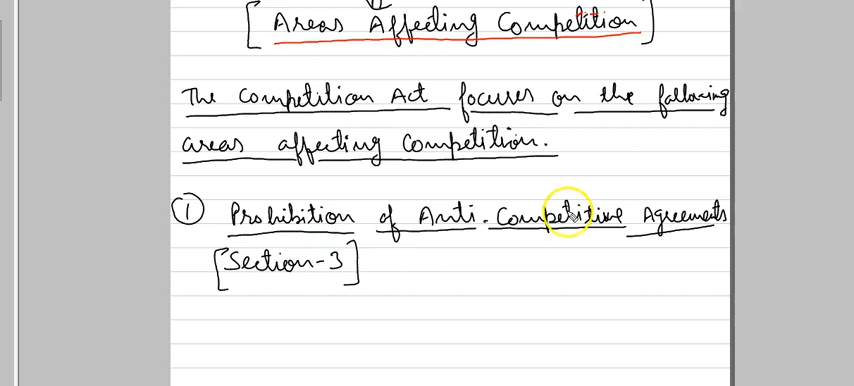 [Areas Affecting Competition]
The Competition Act focuses on the following
areas affecting Competition.
① Prohibition of Anti-Competitive Agreements
[Section-3]